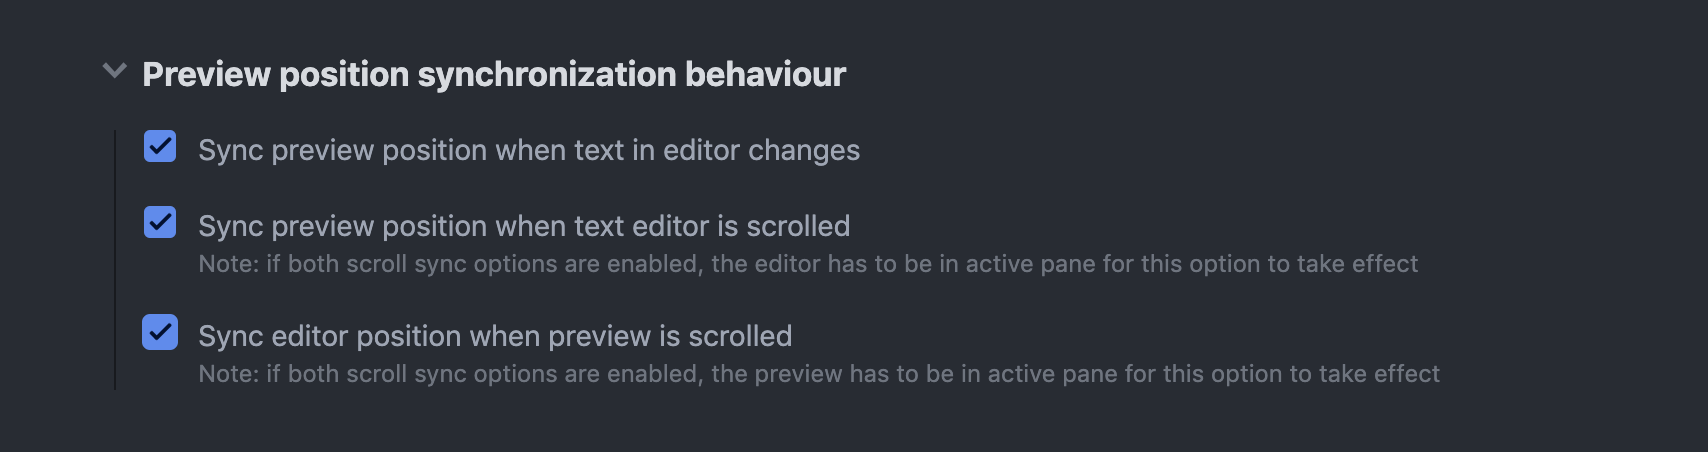 Preview position synchronization behaviour
Sync preview position when text in editor changes
Sync preview position when text editor is scrolled
Note: if both scroll sync options are enabled, the editor has to be in active pane for this option to take effect
Sync editor position when preview is scrolled
Note: if both scroll sync options are enabled, the preview has to be in active pane for this option to take effect